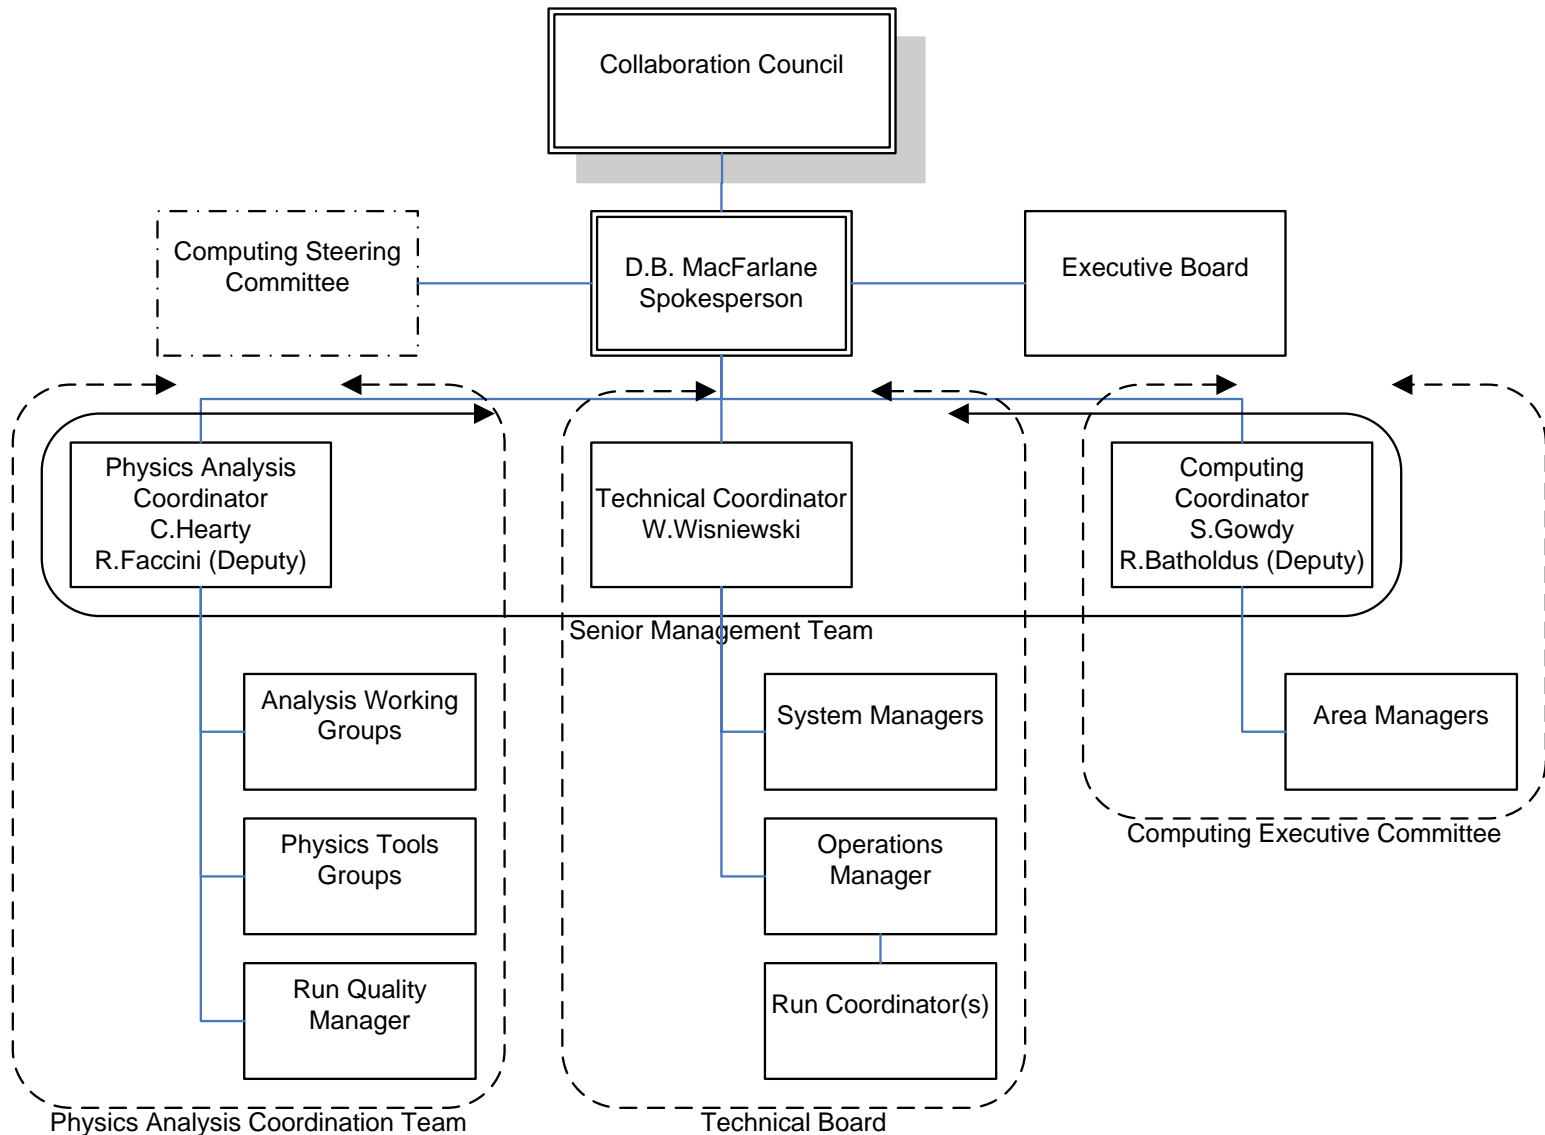 Collaboration Council
Computing Steering
Committee
D.B. MacFarlane
Spokesperson
Executive Board
Physics Analysis
Coordinator
C.Hearty
R.Faccini (Deputy)
Technical Coordinator
W.Wisniewski
Computing
Coordinator
S.Gowdy
R.Batholdus (Deputy)
Senior Management Team
Analysis Working
Groups
System Managers
Area Managers
Physics Tools
Groups
Operations
Manager
Computing Executive Committee
Run Quality
Manager
Run Coordinator(s)
Physics Analysis Coordination Team
Technical Board